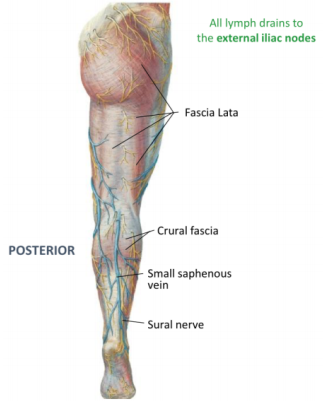 All lymph drains to
the external iliac nodes
Fascia Lata
Crural fascia
POSTERIOR
Small saphenous
vein
Sural nerve